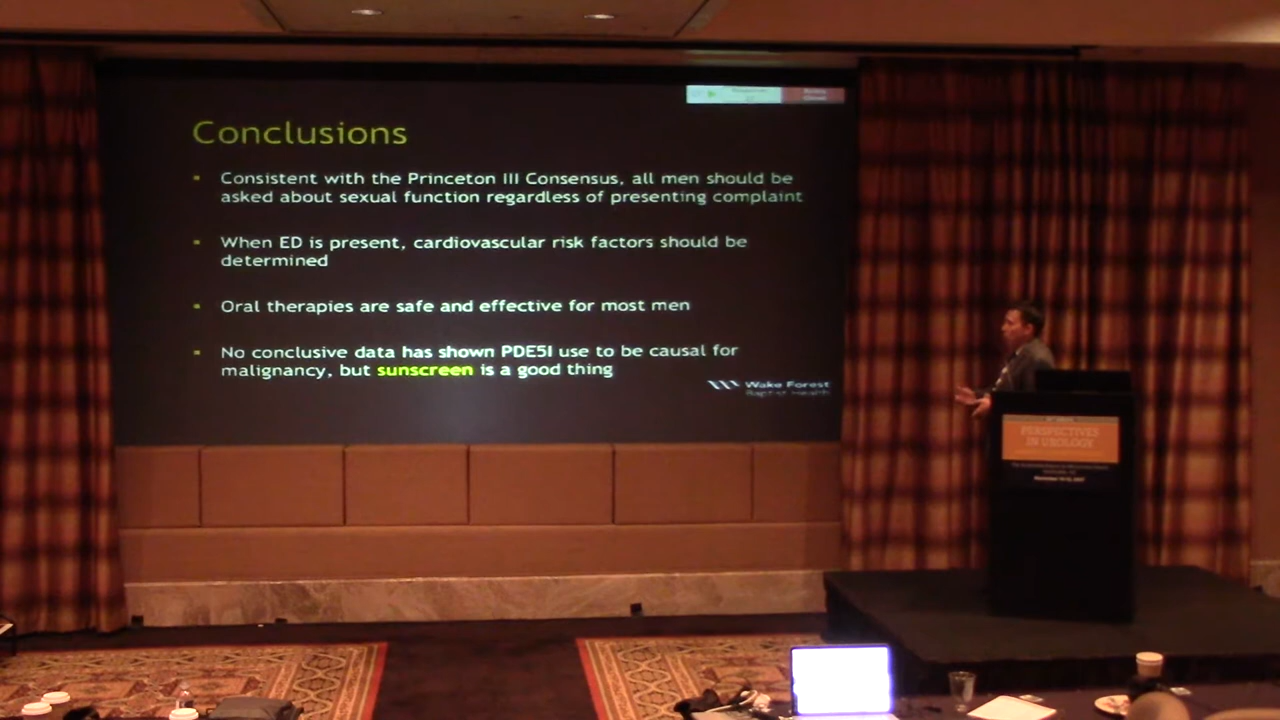 Conclusions
Consistent with the Princeton III Consensus, all men should be
asked about sexual function regardless of presenting complaint
When ED is present, cardiovascular risk factors should be
determined
Oral therapies are safe and effective for most men
No conclusive data has shown PDE5I use to be causal for
malignancy, but sunscreen is a good thing
Wake Forest
Baptist Health
PERSPECTIVES
IN UROLOGY